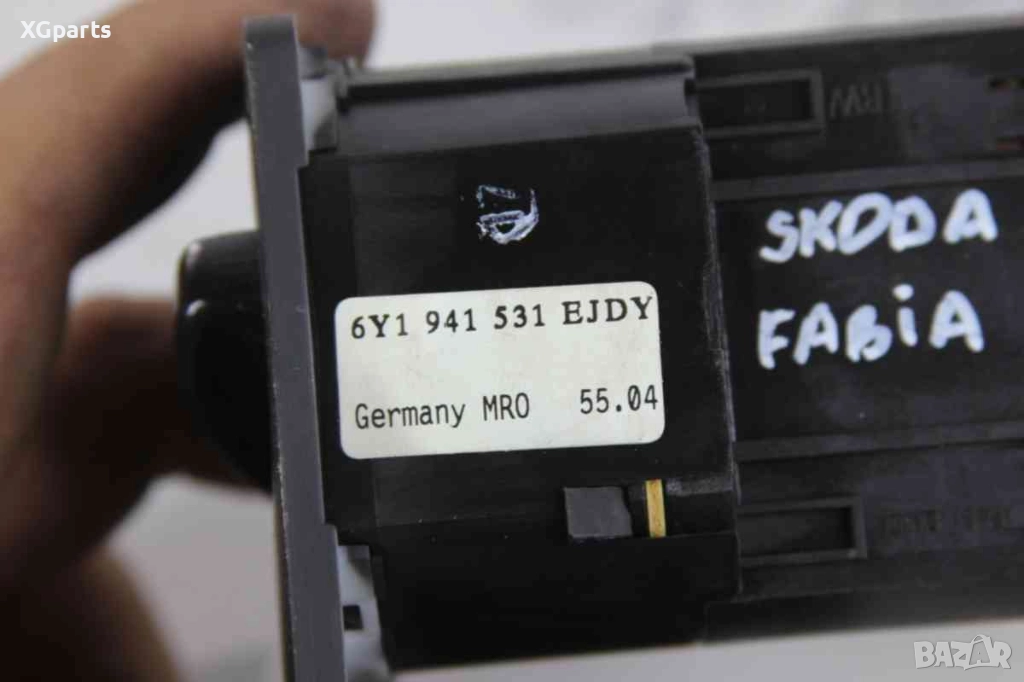 XGparts
SKODA
FABiA
6Y1 941 531 EJDY
Germany MRO 55.04
BAZAR